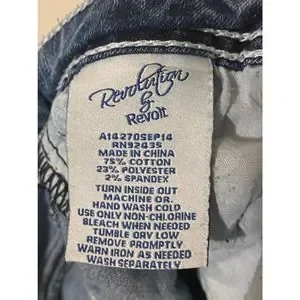 Revolution
&
Revolt
A14270SEP14
RN92435
MADE IN CHINA
75% COTTON
23% POLYESTER
2% SPANDEX
TURN INSIDE OUT
MACHINE OR
HAND WASH COLD
USE ONLY NON-CHLORINE
BLEACH WHEN NEEDED
TUMBLE DRY LOW
REMOVE PROMPTLY
WARM IRON AS NEEDED
WASH SEPARATELY